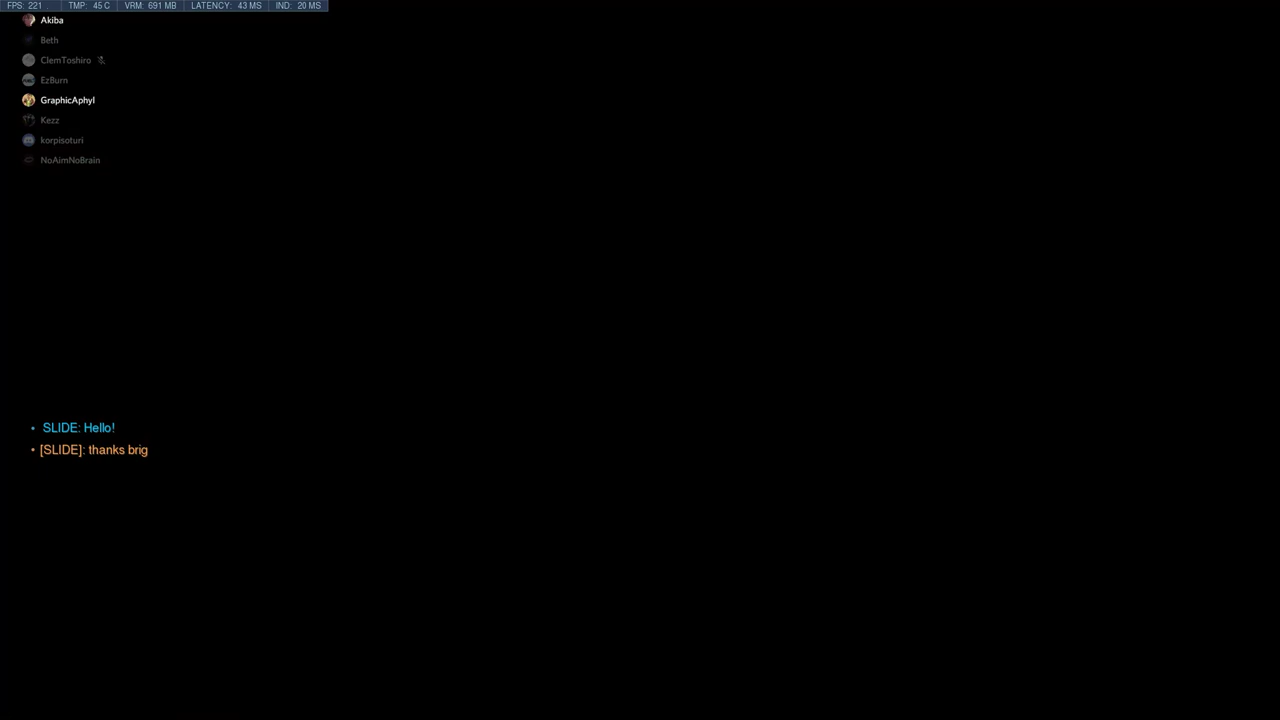 FPS: 221 . TMP: 45 C VRM: 691 MB LATENCY: 43 MS IND: 20 MS
Akiba
Beth
ClemToshiro
EzBurn
GraphicAphyl
Kezz
korpisoturi
NoAimNoBrain
• SLIDE: Hello!
• [SLIDE]: thanks brig